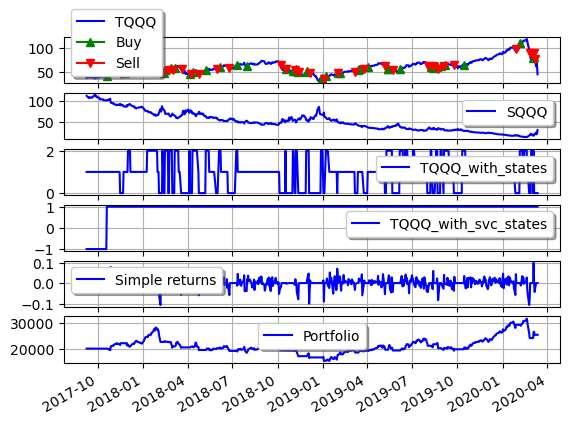 TQQQ
Buy
Sell
100
50
SQQQ
100
50
TQQQ_with_states
2
0
TQQQ_with_svc_states
1
0
−1
Simple returns
0.1
0.0
−0.1
Portfolio
30000
20000
2017-10 2018-01 2018-04 2018-07 2018-10 2019-01 2019-04 2019-07 2019-10 2020-01 2020-04